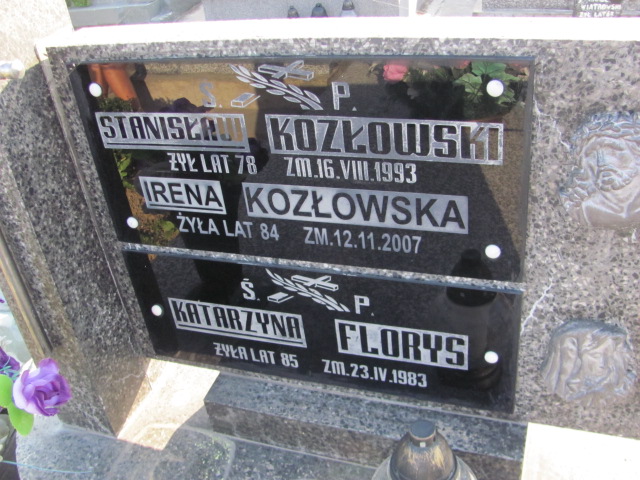 Ś. P.
STANISŁAW KOZŁOWSKI
ŻYŁ LAT 78 ZM.16.VIII.1993
IRENA KOZŁOWSKA
ŻYŁA LAT 84 ZM.12.11.2007
Ś. P.
KATARZYNA FLORYS
ŻYŁA LAT 85 ZM.23.IV.1983